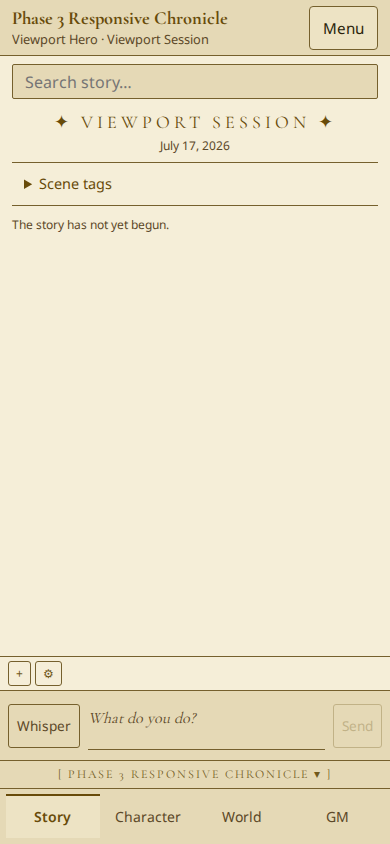 Phase 3 Responsive Chronicle
Viewport Hero · Viewport Session
Menu
Search story...
✦ VIEWPORT SESSION ✦
July 17, 2026
▶ Scene tags
The story has not yet begun.
+ ⚙
Whisper
What do you do?
Send
[ PHASE 3 RESPONSIVE CHRONICLE ▾ ]
Story Character World GM